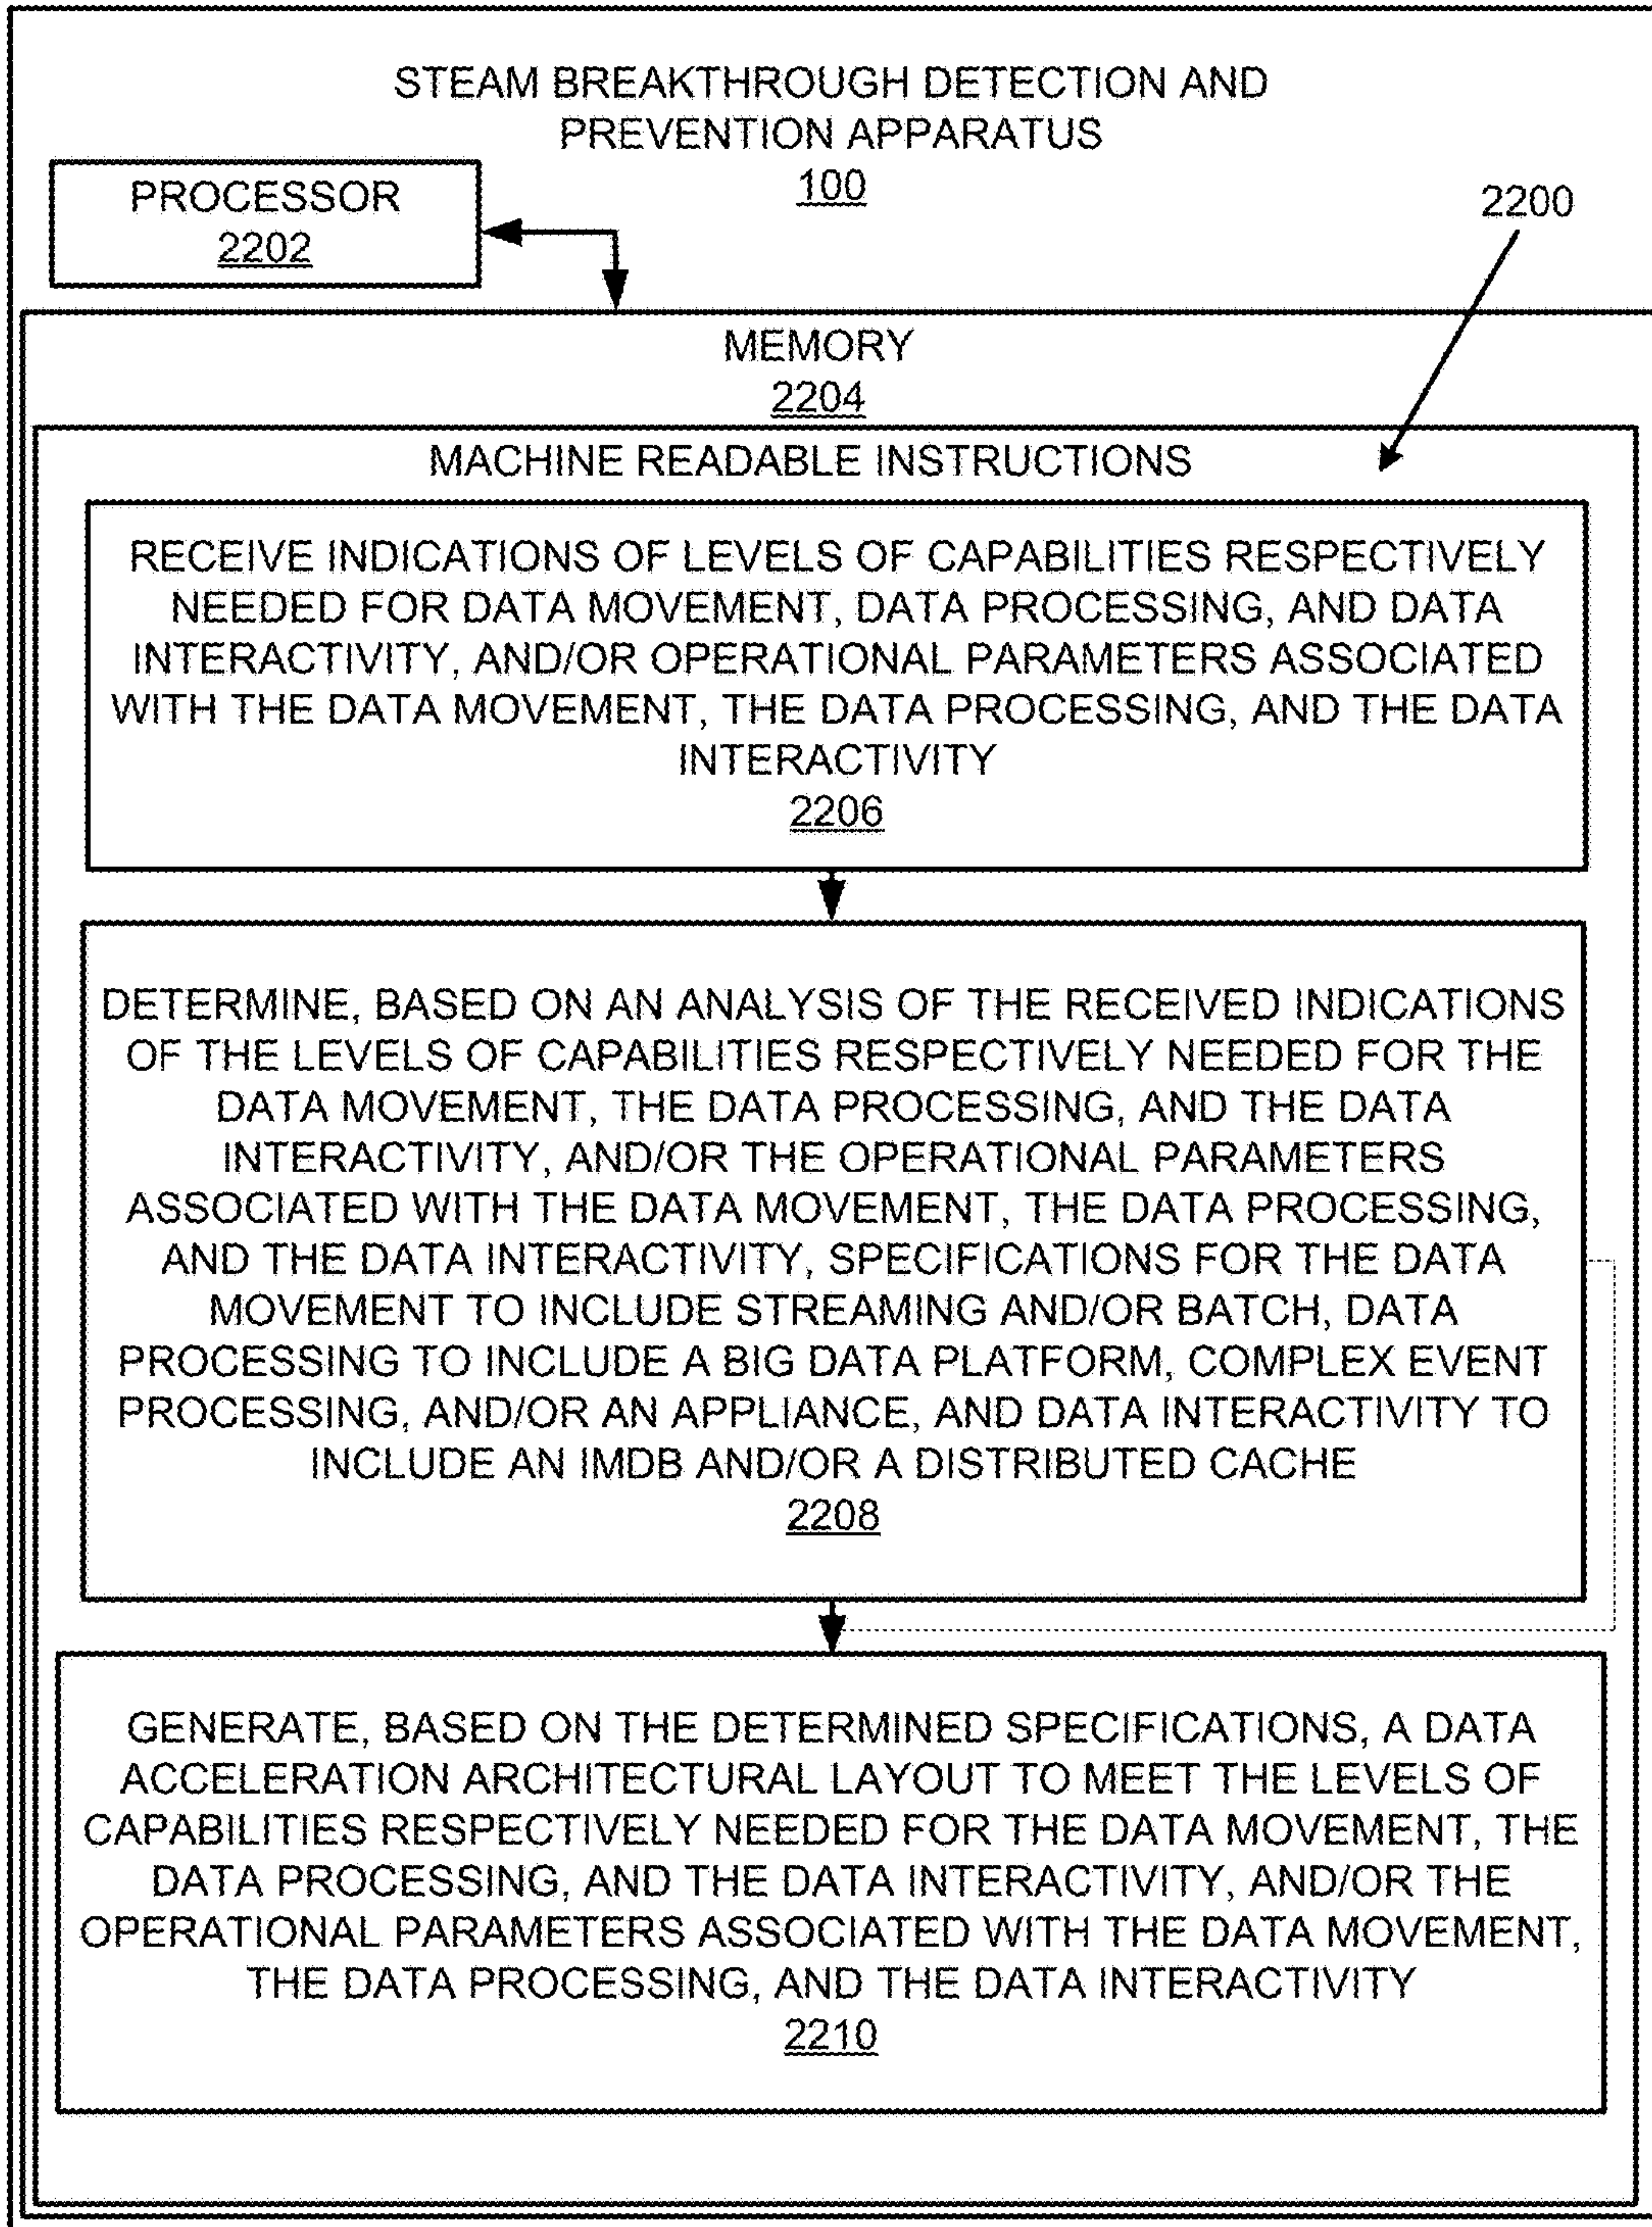 STEAM BREAKTHROUGH DETECTION AND
PREVENTION APPARATUS
100
PROCESSOR
2202
2200
MEMORY
2204
MACHINE READABLE INSTRUCTIONS
RECEIVE INDICATIONS OF LEVELS OF CAPABILITIES RESPECTIVELY
NEEDED FOR DATA MOVEMENT, DATA PROCESSING, AND DATA
INTERACTIVITY, AND/OR OPERATIONAL PARAMETERS ASSOCIATED
WITH THE DATA MOVEMENT, THE DATA PROCESSING, AND THE DATA
INTERACTIVITY
2206
DETERMINE, BASED ON AN ANALYSIS OF THE RECEIVED INDICATIONS
OF THE LEVELS OF CAPABILITIES RESPECTIVELY NEEDED FOR THE
DATA MOVEMENT, THE DATA PROCESSING, AND THE DATA
INTERACTIVITY, AND/OR THE OPERATIONAL PARAMETERS
ASSOCIATED WITH THE DATA MOVEMENT, THE DATA PROCESSING,
AND THE DATA INTERACTIVITY, SPECIFICATIONS FOR THE DATA
MOVEMENT TO INCLUDE STREAMING AND/OR BATCH, DATA
PROCESSING TO INCLUDE A BIG DATA PLATFORM, COMPLEX EVENT
PROCESSING, AND/OR AN APPLIANCE, AND DATA INTERACTIVITY TO
INCLUDE AN IMDB AND/OR A DISTRIBUTED CACHE
2208
GENERATE, BASED ON THE DETERMINED SPECIFICATIONS, A DATA
ACCELERATION ARCHITECTURAL LAYOUT TO MEET THE LEVELS OF
CAPABILITIES RESPECTIVELY NEEDED FOR THE DATA MOVEMENT, THE
DATA PROCESSING, AND THE DATA INTERACTIVITY, AND/OR THE
OPERATIONAL PARAMETERS ASSOCIATED WITH THE DATA MOVEMENT,
THE DATA PROCESSING, AND THE DATA INTERACTIVITY
2210